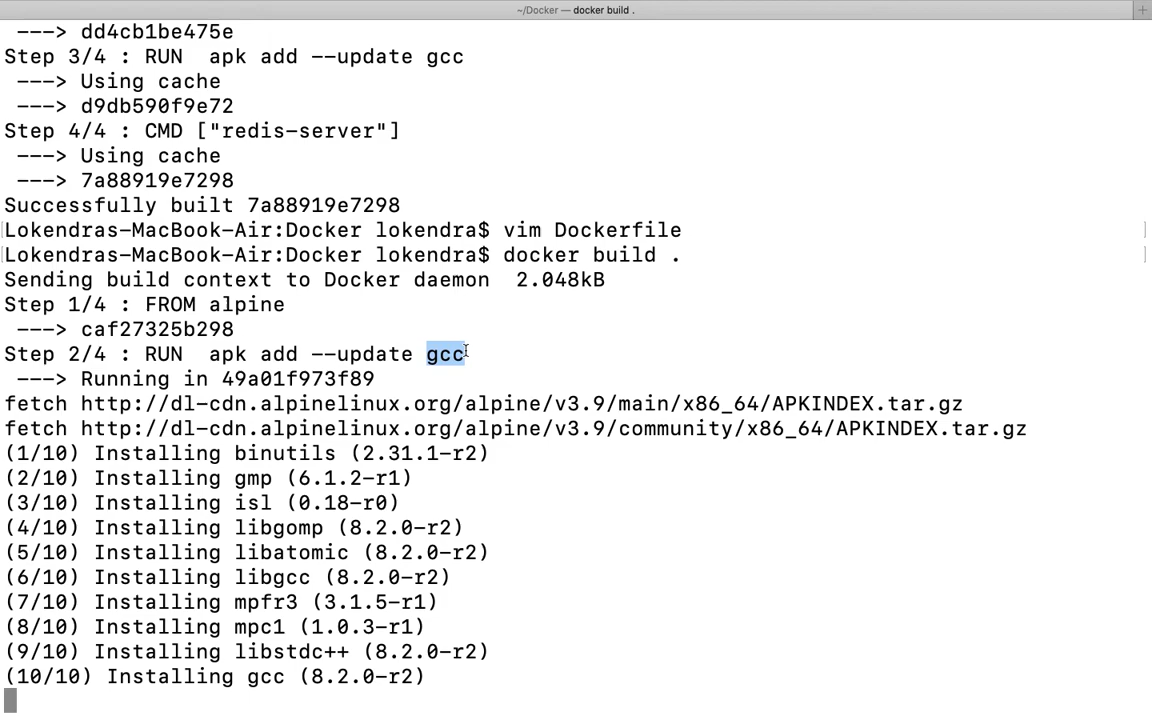 ~/Docker — docker build .
---> dd4cb1be475e
Step 3/4 : RUN  apk add --update gcc
---> Using cache
---> d9db590f9e72
Step 4/4 : CMD ["redis-server"]
---> Using cache
---> 7a88919e7298
Successfully built 7a88919e7298
Lokendras-MacBook-Air:Docker lokendra$ vim Dockerfile
Lokendras-MacBook-Air:Docker lokendra$ docker build .
Sending build context to Docker daemon  2.048kB
Step 1/4 : FROM alpine
---> caf27325b298
Step 2/4 : RUN  apk add --update gcc
---> Running in 49a01f973f89
fetch http://dl-cdn.alpinelinux.org/alpine/v3.9/main/x86_64/APKINDEX.tar.gz
fetch http://dl-cdn.alpinelinux.org/alpine/v3.9/community/x86_64/APKINDEX.tar.gz
(1/10) Installing binutils (2.31.1-r2)
(2/10) Installing gmp (6.1.2-r1)
(3/10) Installing isl (0.18-r0)
(4/10) Installing libgomp (8.2.0-r2)
(5/10) Installing libatomic (8.2.0-r2)
(6/10) Installing libgcc (8.2.0-r2)
(7/10) Installing mpfr3 (3.1.5-r1)
(8/10) Installing mpc1 (1.0.3-r1)
(9/10) Installing libstdc++ (8.2.0-r2)
(10/10) Installing gcc (8.2.0-r2)